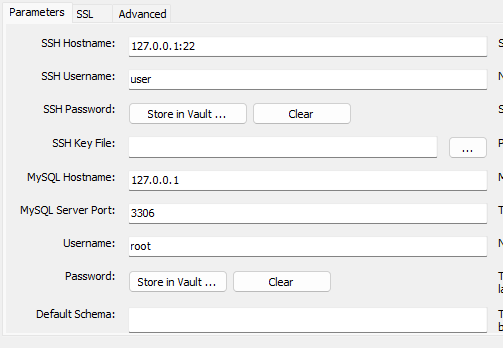 Parameters SSL Advanced
SSH Hostname: 127.0.0.1:22 S
SSH Username: user N
SSH Password: Store in Vault ... Clear S
SSH Key File: ... P
MySQL Hostname: 127.0.0.1 M
MySQL Server Port: 3306 T
Username: root N
Password: Store in Vault ... Clear T
la
Default Schema: T
b